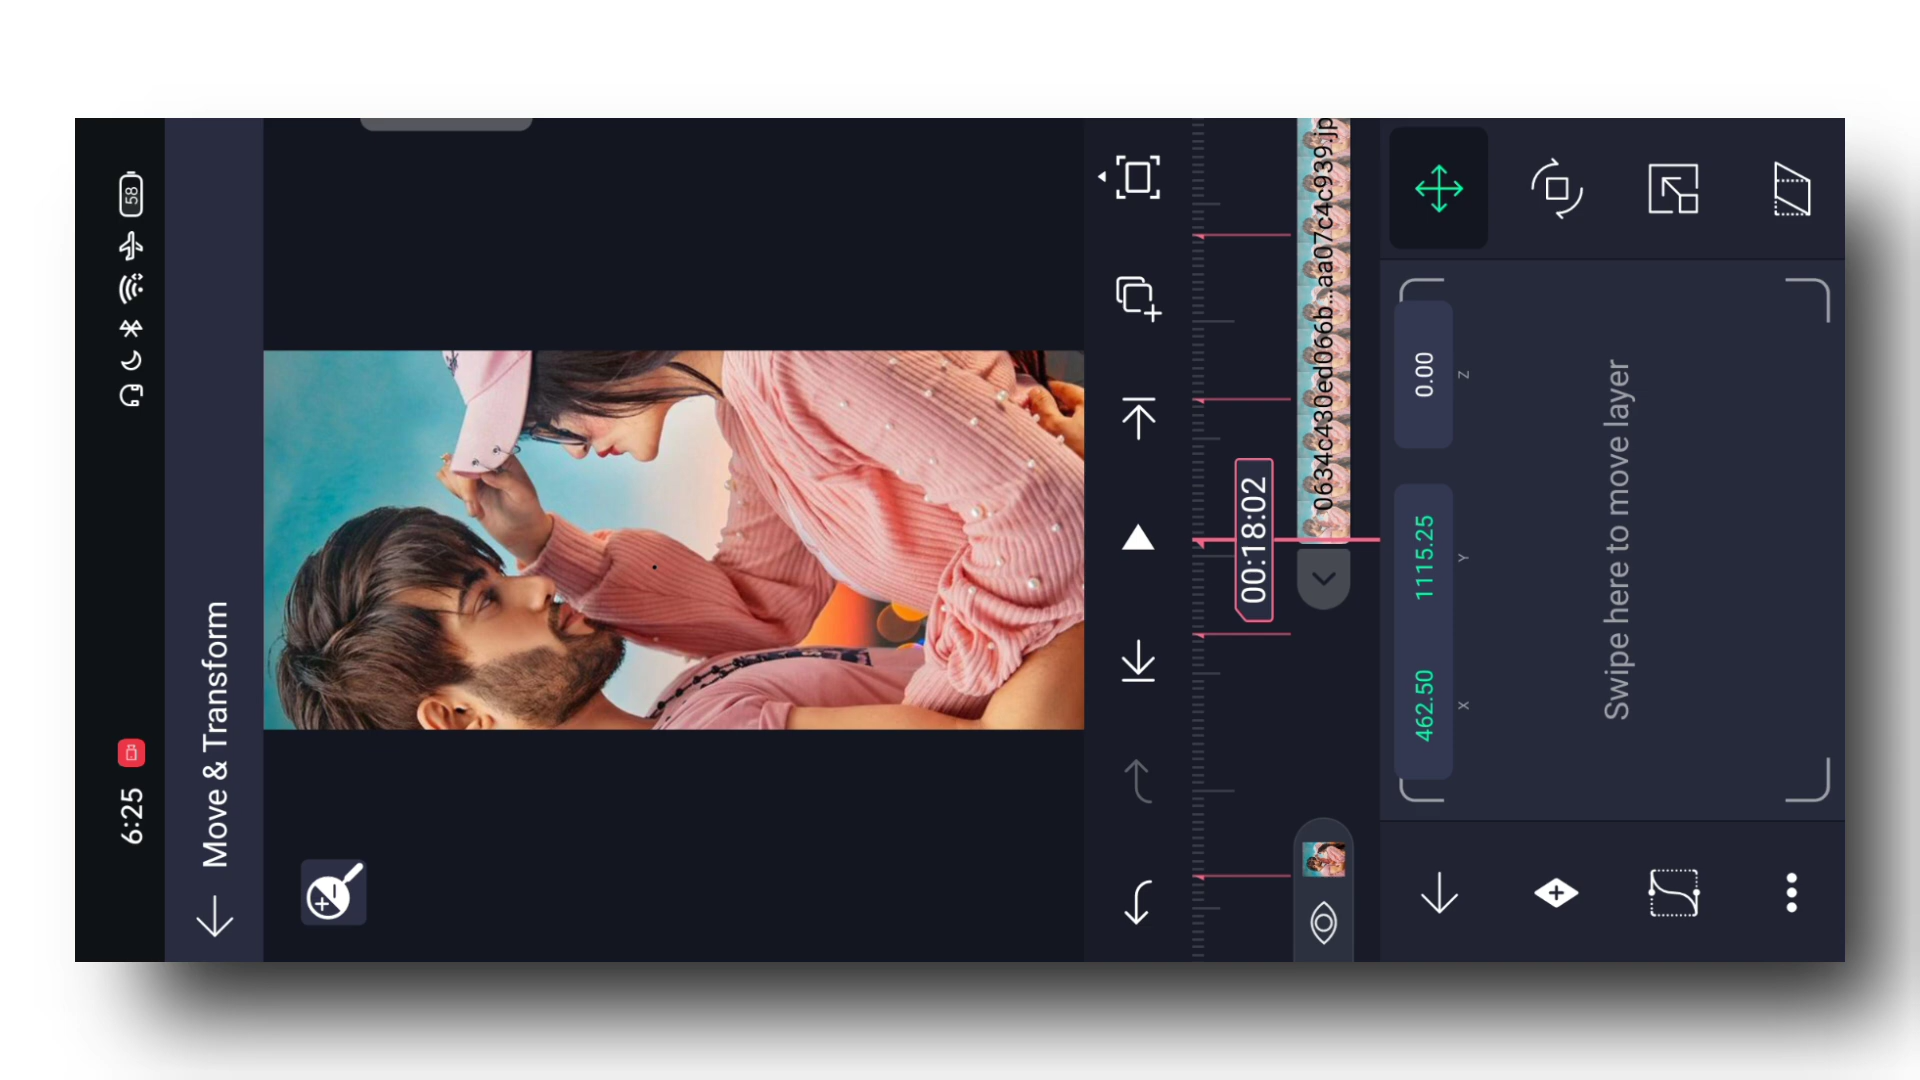 6:25
58
Move & Transform
00:18:02
0634c430ed066b...aa07c4c939.jp
462.50 1115.25 0.00
X Y Z
Swipe here to move layer